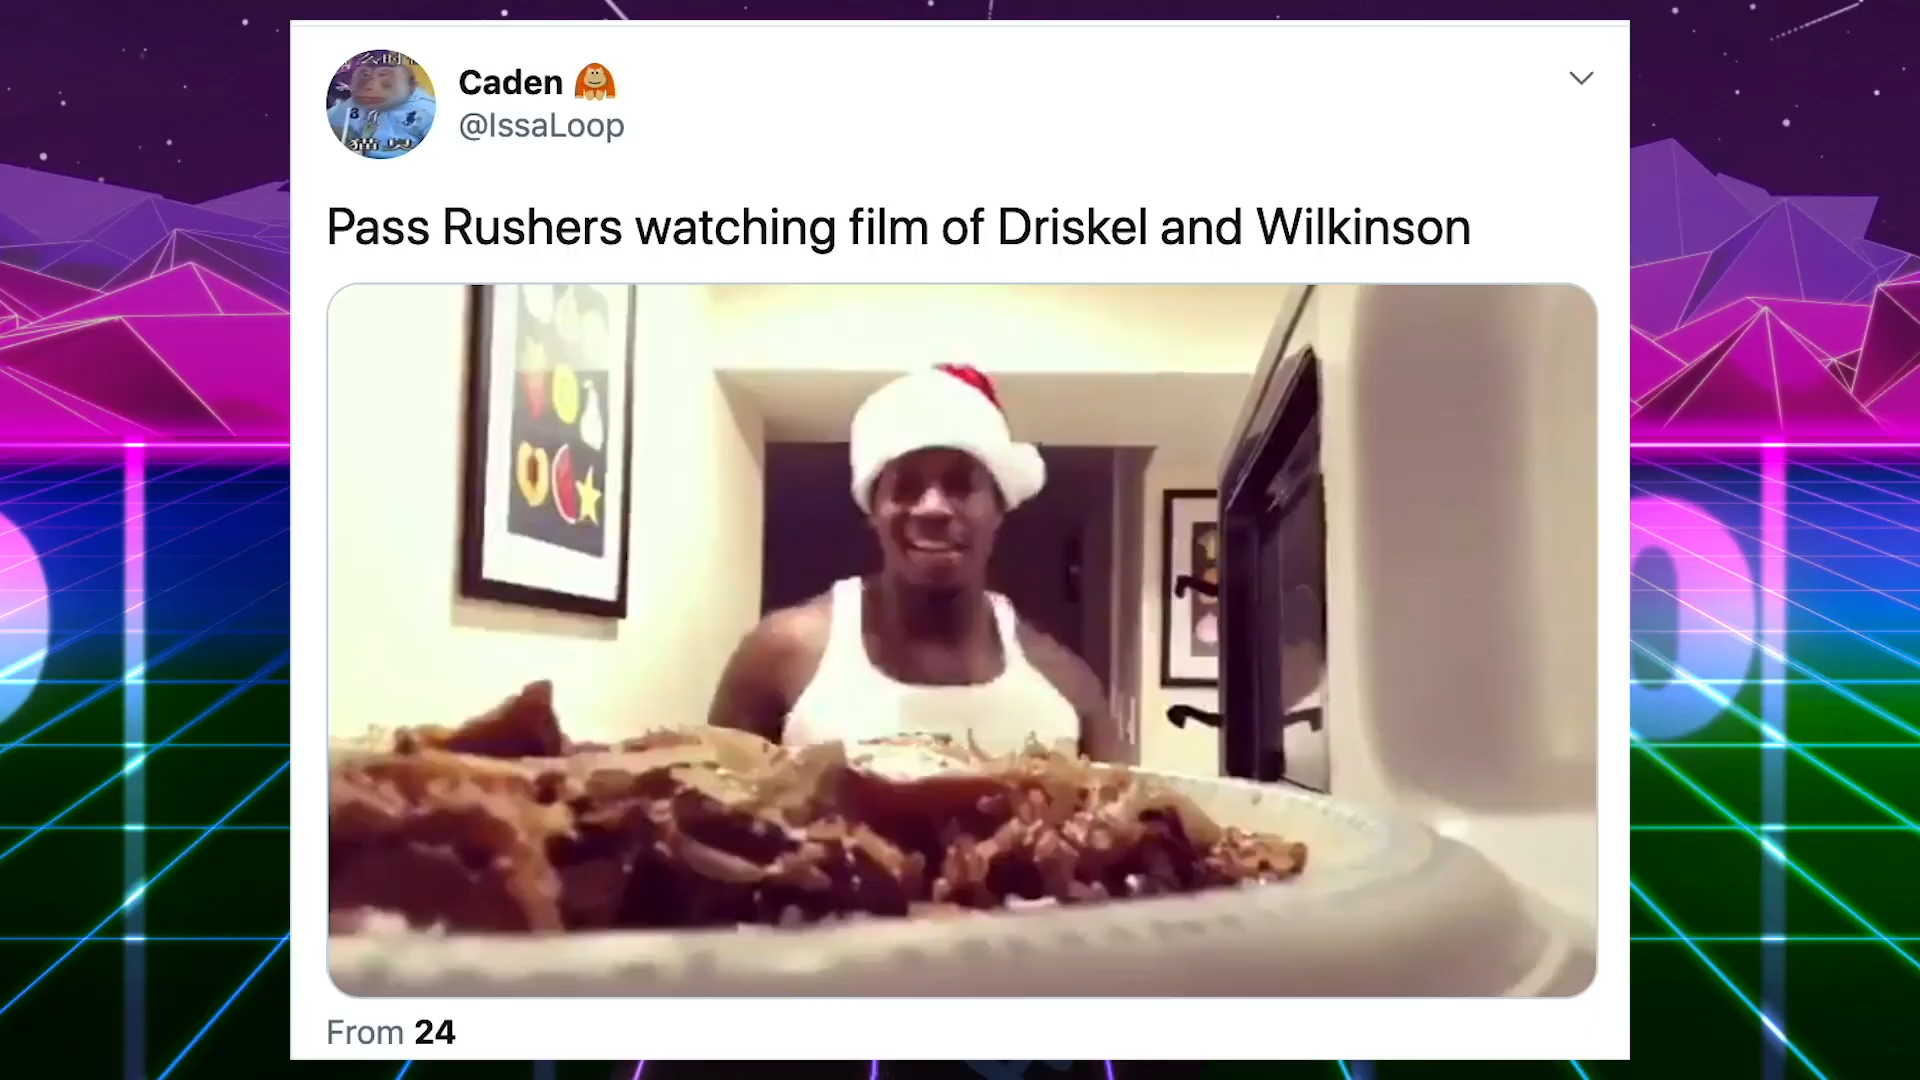 Caden
@IssaLoop
Pass Rushers watching film of Driskel and Wilkinson
From 24